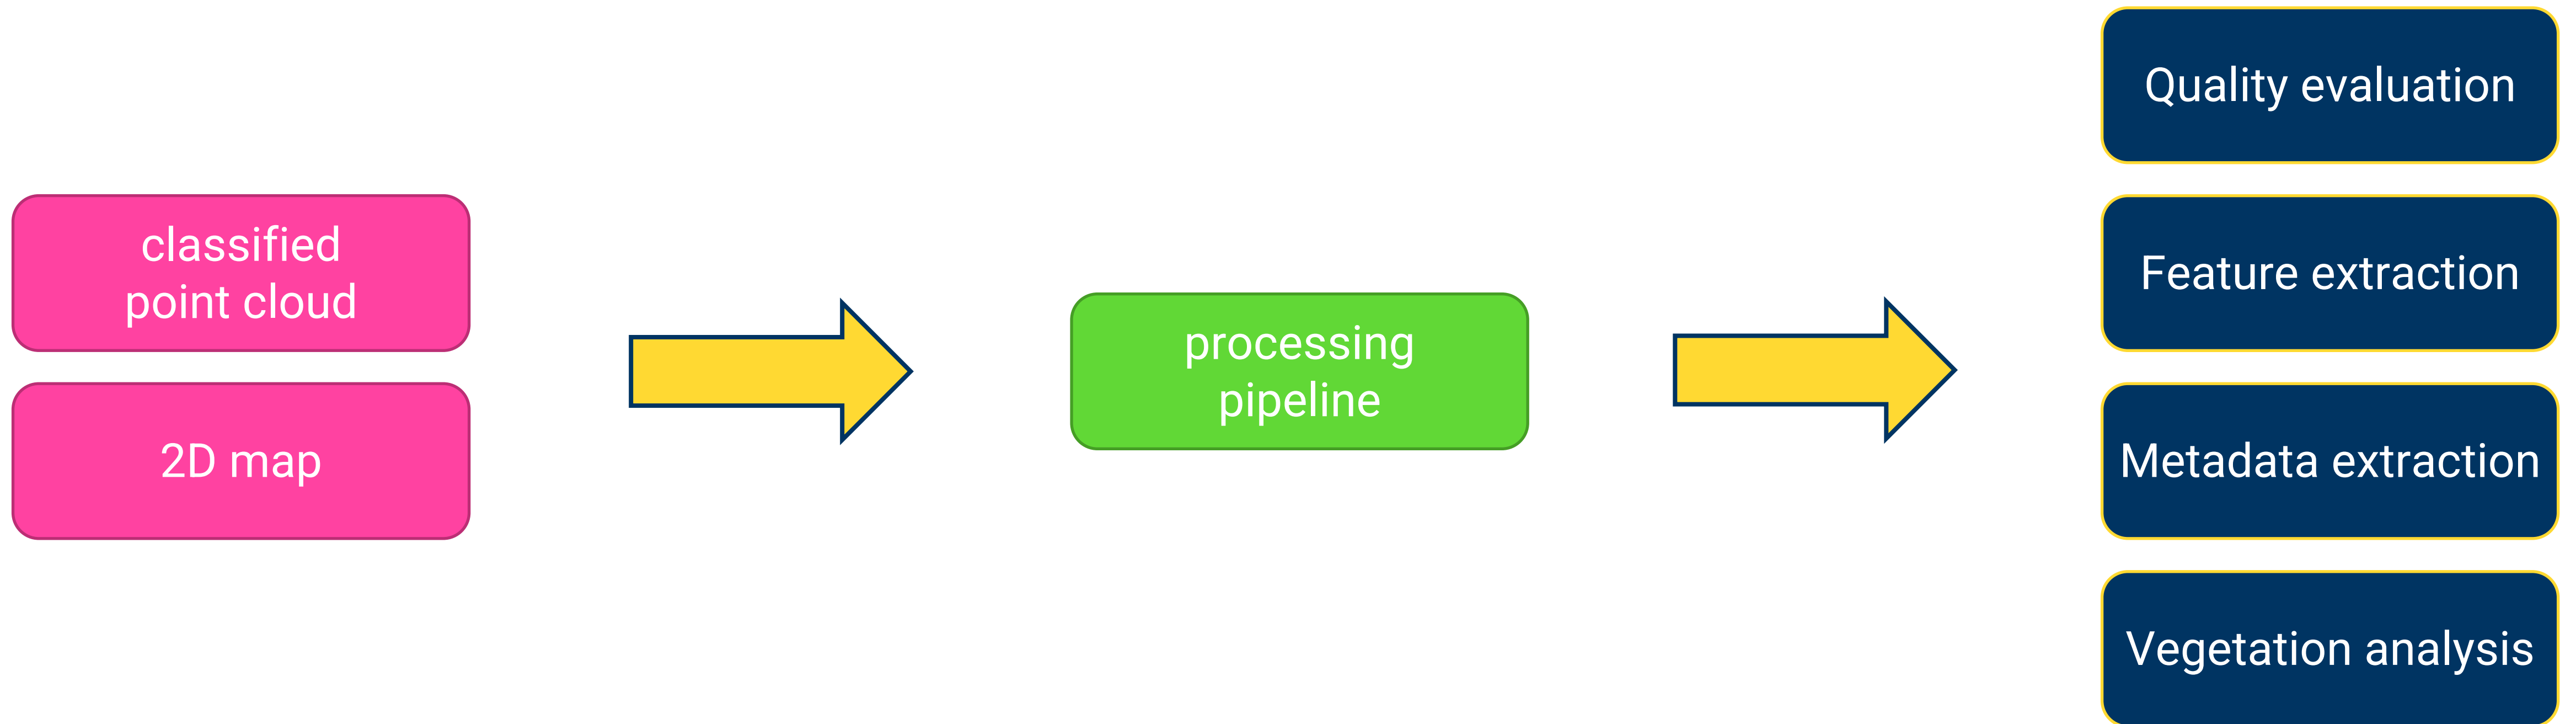 classified
point cloud
2D map
processing
pipeline
Quality evaluation
Feature extraction
Metadata extraction
Vegetation analysis